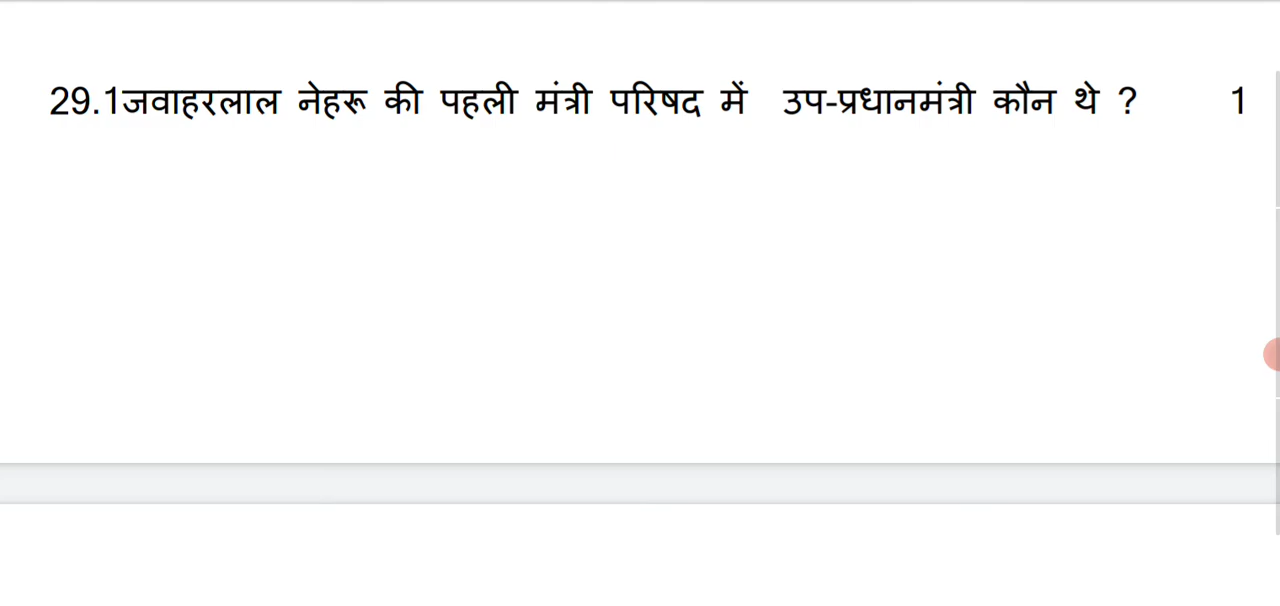 29.1जवाहरलाल नेहरू की पहली मंत्री परिषद में उप-प्रधानमंत्री कौन थे ? 1